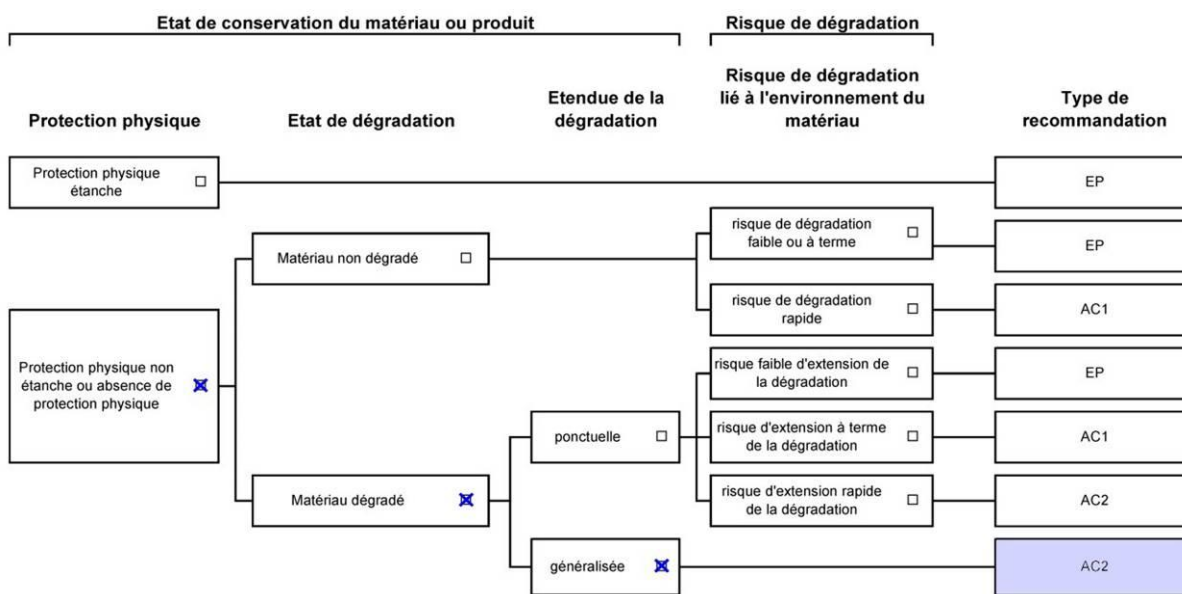 Etat de conservation du matériau ou produit
Risque de dégradation
Protection physique
Etat de dégradation
Etendue de la
dégradation
Risque de dégradation
lié à l'environnement du
matériau
Type de
recommandation
Protection physique
étanche
EP
risque de dégradation
faible ou à terme
EP
Matériau non dégradé
risque de dégradation
rapide
AC1
Protection physique non
étanche ou absence de
protection physique
risque faible d'extension de
la dégradation
EP
ponctuelle
risque d'extension à terme
de la dégradation
AC1
Matériau dégradé
risque d'extension rapide
de la dégradation
AC2
généralisée
AC2